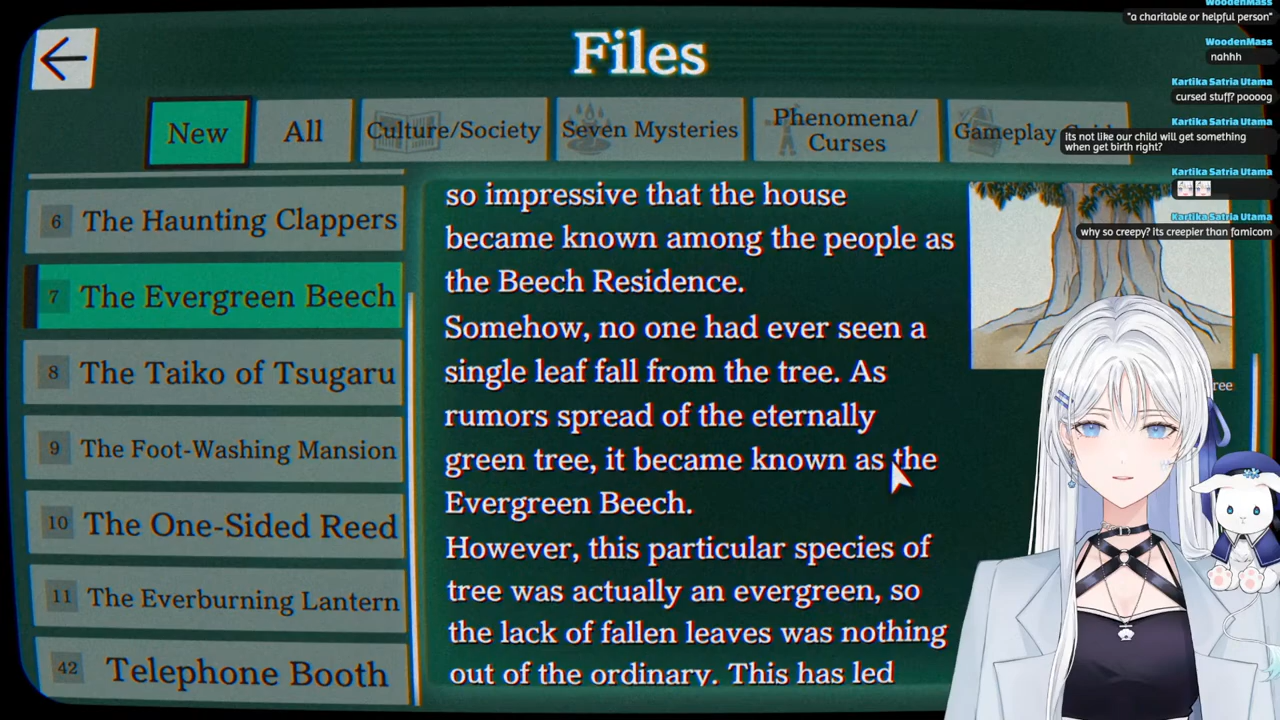 Files
New
All
Culture/Society
Seven Mysteries
Phenomena/
Curses
Gameplay
6 The Haunting Clappers
7 The Evergreen Beech
8 The Taiko of Tsugaru
9 The Foot-Washing Mansion
10 The One-Sided Reed
11 The Everburning Lantern
42 Telephone Booth
so impressive that the house
became known among the people as
the Beech Residence.
Somehow, no one had ever seen a
single leaf fall from the tree. As
rumors spread of the eternally
green tree, it became known as the
Evergreen Beech.
However, this particular species of
tree was actually an evergreen, so
the lack of fallen leaves was nothing
out of the ordinary. This has led
WoodenMass
"a charitable or helpful person"
WoodenMass
nahhh
Kartika Satria Utama
cursed stuff? poooog
Kartika Satria Utama
its not like our child will get something
when get birth right?
Kartika Satria Utama
Kartika Satria Utama
why so creepy? Its creepier than famicom